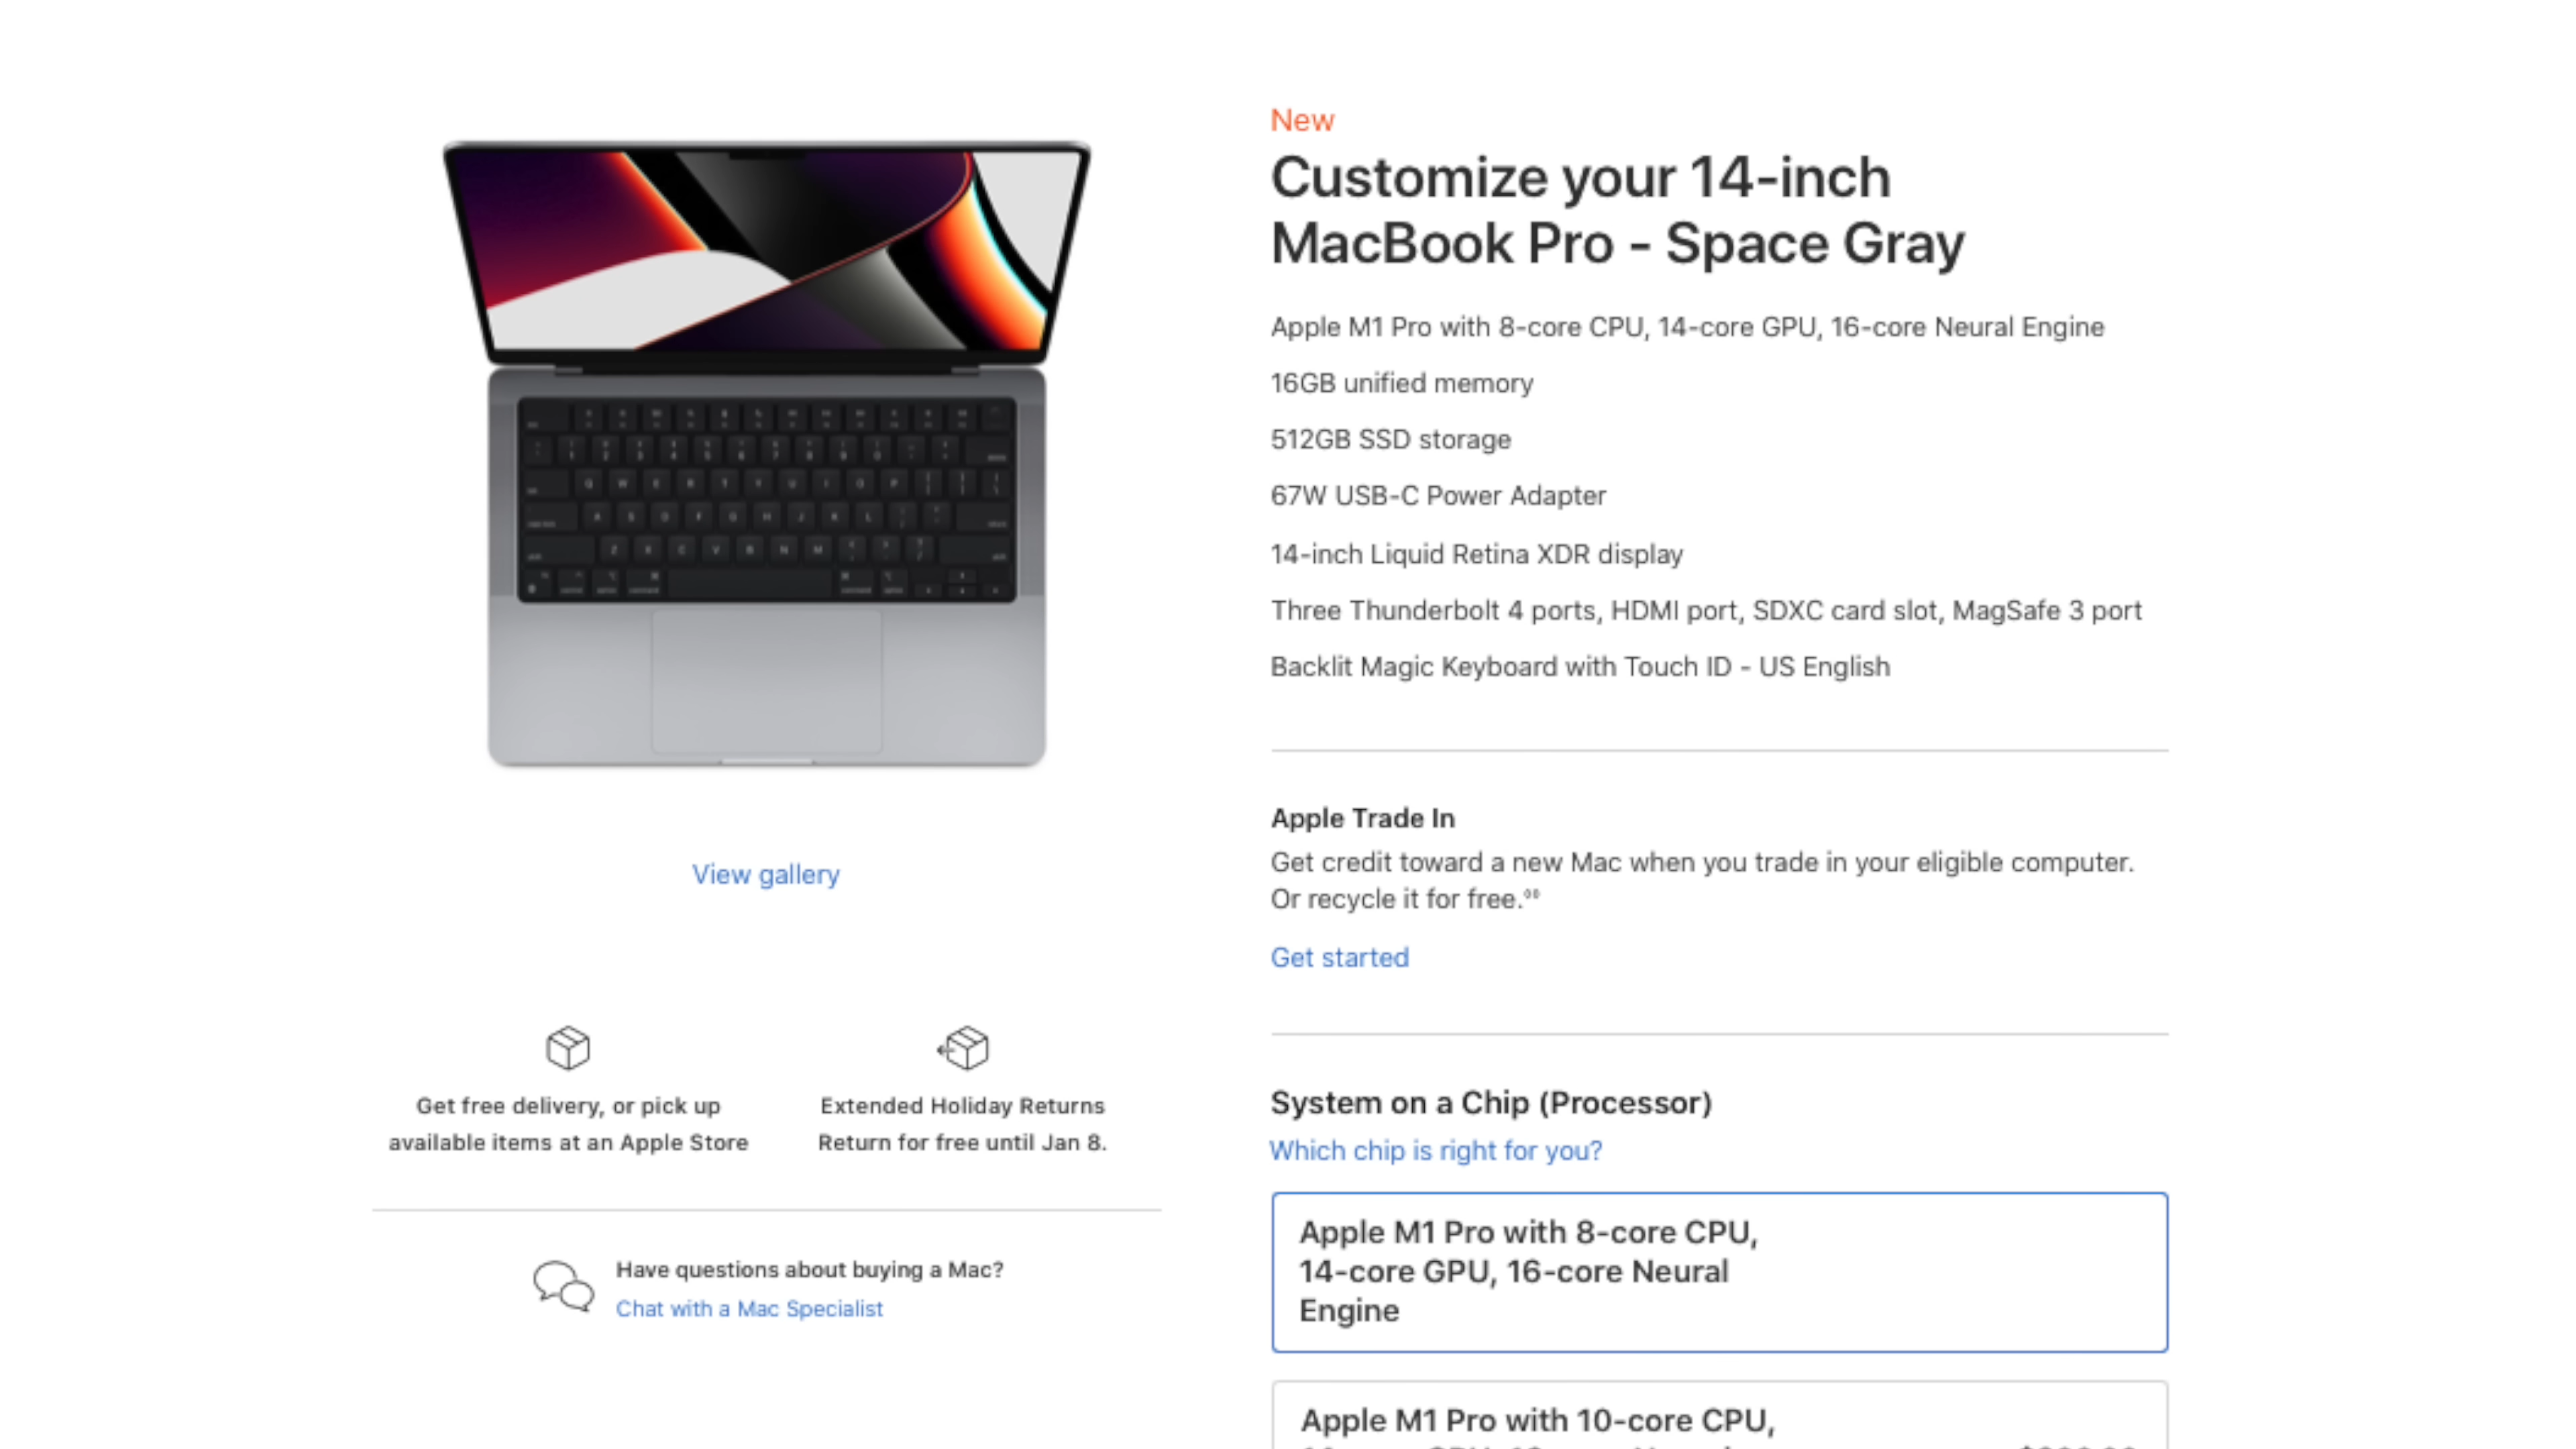 New
Customize your 14-inch
MacBook Pro - Space Gray
Apple M1 Pro with 8-core CPU, 14-core GPU, 16-core Neural Engine
16GB unified memory
512GB SSD storage
67W USB-C Power Adapter
14-inch Liquid Retina XDR display
Three Thunderbolt 4 ports, HDMI port, SDXC card slot, MagSafe 3 port
Backlit Magic Keyboard with Touch ID - US English
Apple Trade In
Get credit toward a new Mac when you trade in your eligible computer.
Or recycle it for free.°°
Get started
System on a Chip (Processor)
Which chip is right for you?
Apple M1 Pro with 8-core CPU,
14-core GPU, 16-core Neural
Engine
Apple M1 Pro with 10-core CPU,
View gallery
Get free delivery, or pick up
available items at an Apple Store
Extended Holiday Returns
Return for free until Jan 8.
Have questions about buying a Mac?
Chat with a Mac Specialist